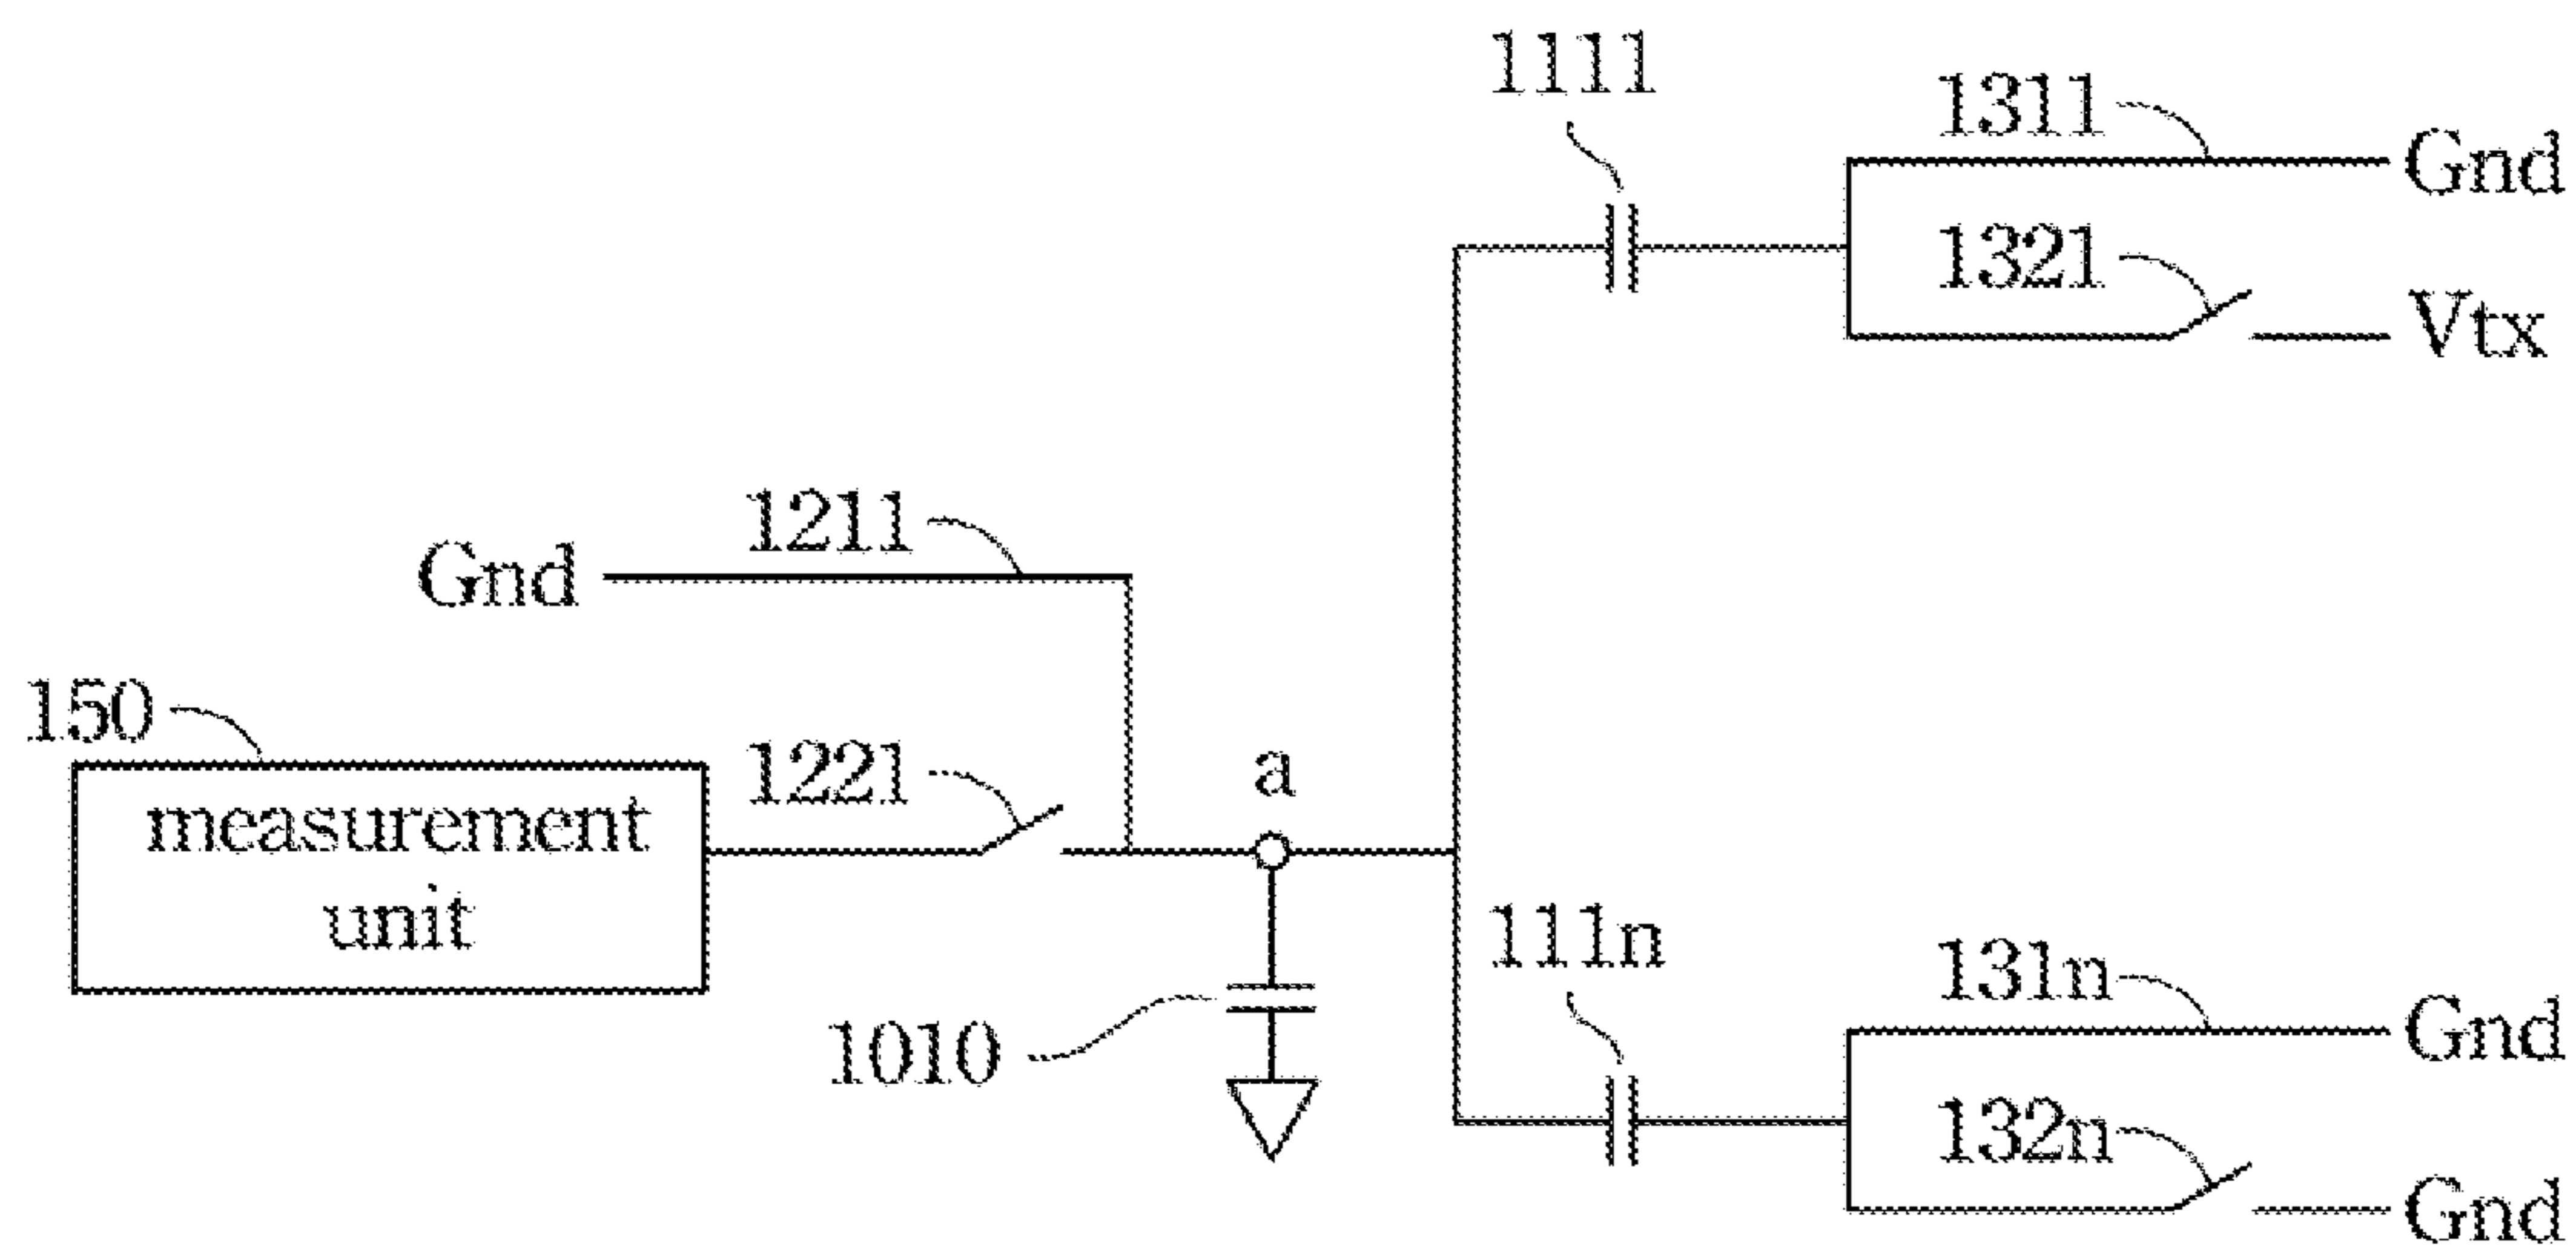 1111
1311
Gnd
1321
Vtx
1211
Gnd
150
1221
a
measurement
unit
111n
131n
Gnd
1010
132n
Gnd